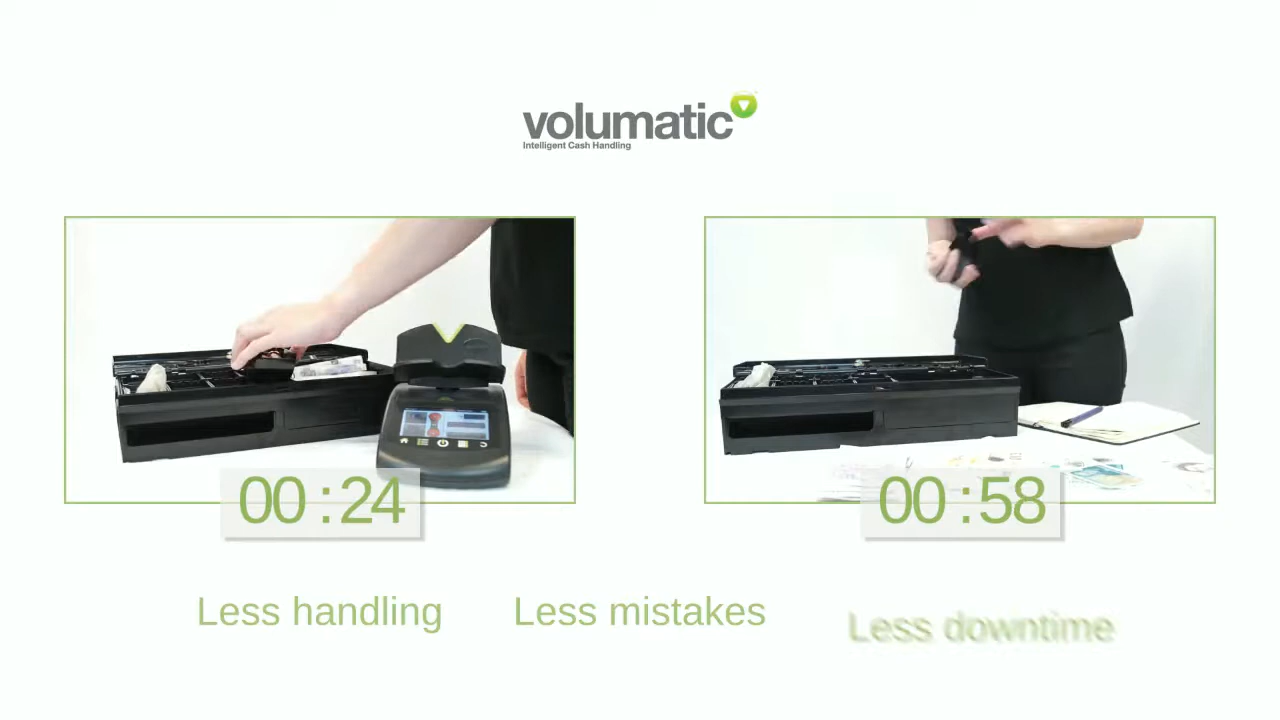 volumatic
Intelligent Cash Handling
00:24
00:58
Less handling
Less mistakes
Less downtime